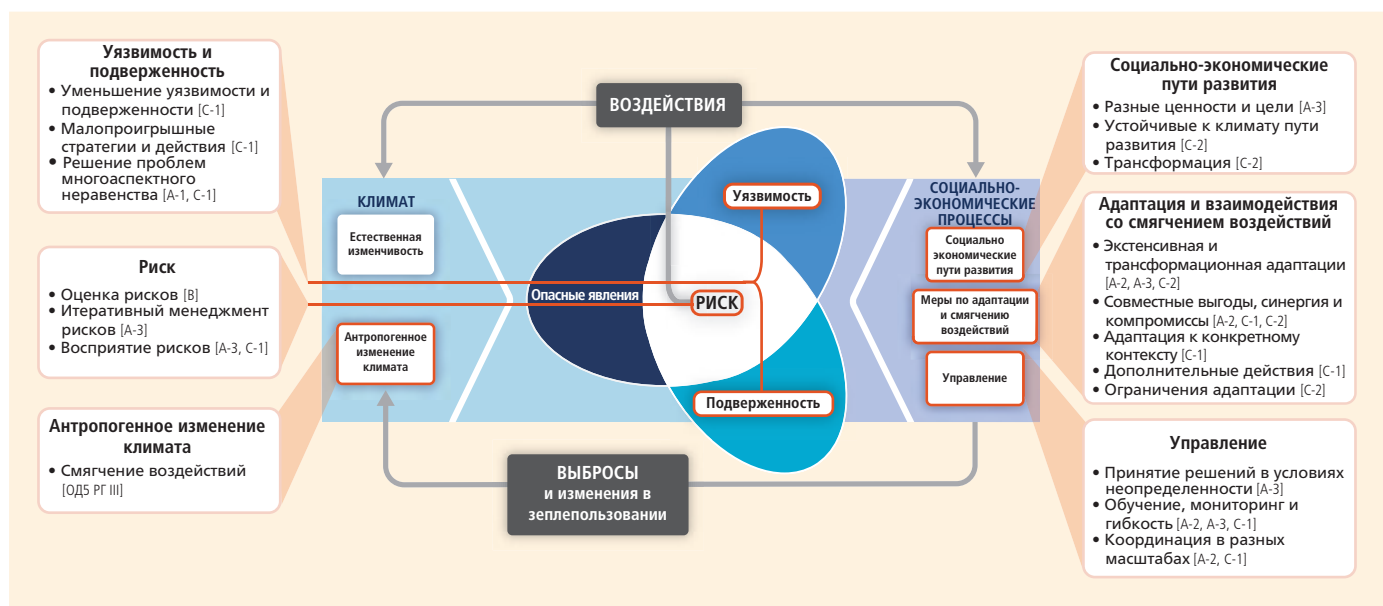 Уязвимость и
подверженность
• Уменьшение уязвимости и
подверженности [C-1]
• Малопроигрышные
стратегии и действия [C-1]
• Решение проблем
многоаспектного
неравенства [A-1, C-1]
Риск
• Оценка рисков [B]
• Итеративный менеджмент
рисков [A-3]
• Восприятие рисков [A-3, C-1]
Антропогенное изменение
климата
• Смягчение воздействий
[ОД5 РГ III]
ВОЗДЕЙСТВИЯ
КЛИМАТ
Естественная
изменчивость
Антропогенное
изменение
климата
Опасные явления
Уязвимость
РИСК
Подверженность
ВЫБРОСЫ
и изменения в
зеплепользовании
СОЦИАЛЬНО-
ЭКОНОМИЧЕСКИЕ
ПРОЦЕССЫ
Социально
экономические
пути развития
Меры по адаптации
и смягчению
воздействий
Управление
Социально-экономические
пути развития
• Разные ценности и цели [A-3]
• Устойчивые к климату пути
развития [C-2]
• Трансформация [C-2]
Адаптация и взаимодействия
со смягчением воздействий
• Экстенсивная и
трансформационная адаптации
[A-2, A-3, C-2]
• Совместные выгоды, синергия и
компромиссы [A-2, C-1, C-2]
• Адаптация к конкретному
контексту [C-1]
• Дополнительные действия [C-1]
• Ограничения адаптации [C-2]
Управление
• Принятие решений в условиях
неопределенности [A-3]
• Обучение, мониторинг и
гибкость [A-2, A-3, C-1]
• Координация в разных
масштабах [A-2, C-1]